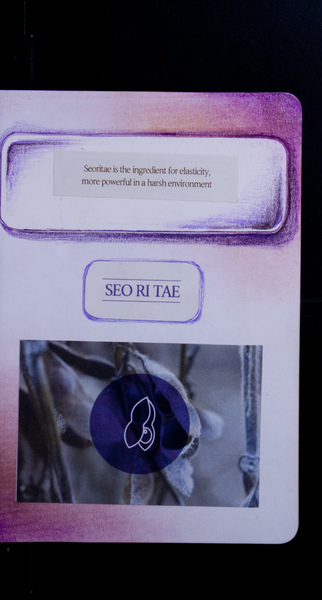 Seoritae is the ingredient for elasticity,
more powerful in a harsh environment
SEO RI TAE